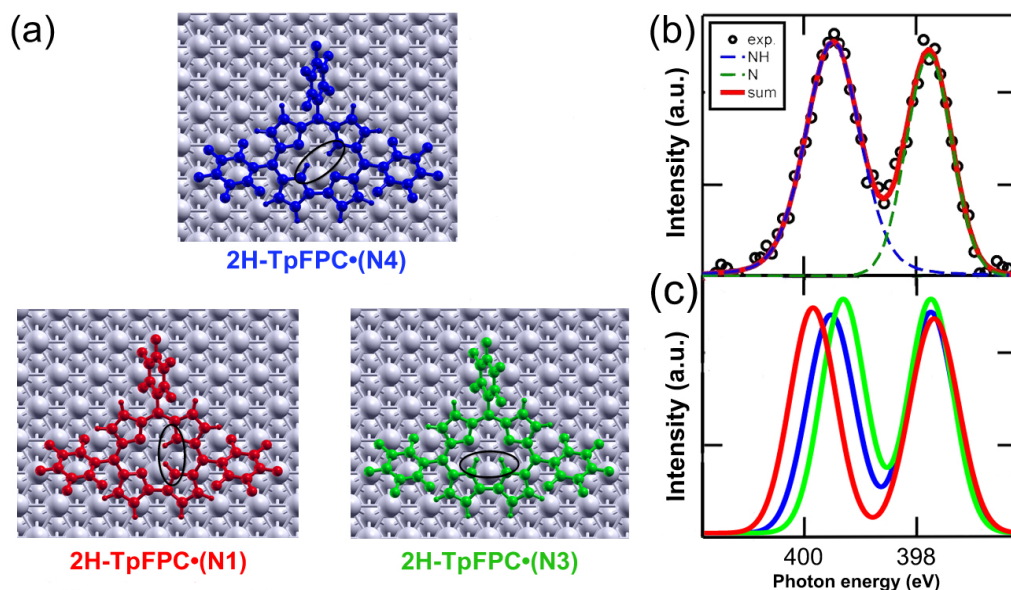 (a)
2H-TpFPC•(N4)
2H-TpFPC•(N1)
2H-TpFPC•(N3)
(b)
exp.
NH
N
sum
Intensity (a.u.)
(c)
Intensity (a.u.)
400 398
Photon energy (eV)